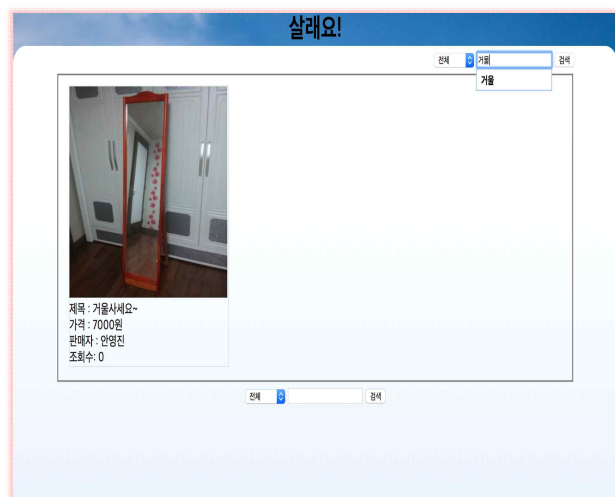 살래요!
전체 거울 검색
거울
제목 : 거울사세요~
가격 : 7000원
판매자 : 안영진
조회수: 0
전체 검색